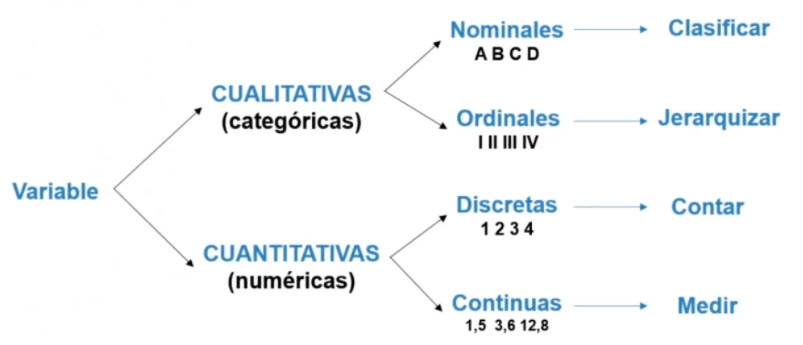 Variable
CUALITATIVAS
(categóricas)
Nominales
A B C D
Clasificar
Ordinales
I II III IV
Jerarquizar
CUANTITATIVAS
(numéricas)
Discretas
1 2 3 4
Contar
Continuas
1,5 3,6 12,8
Medir